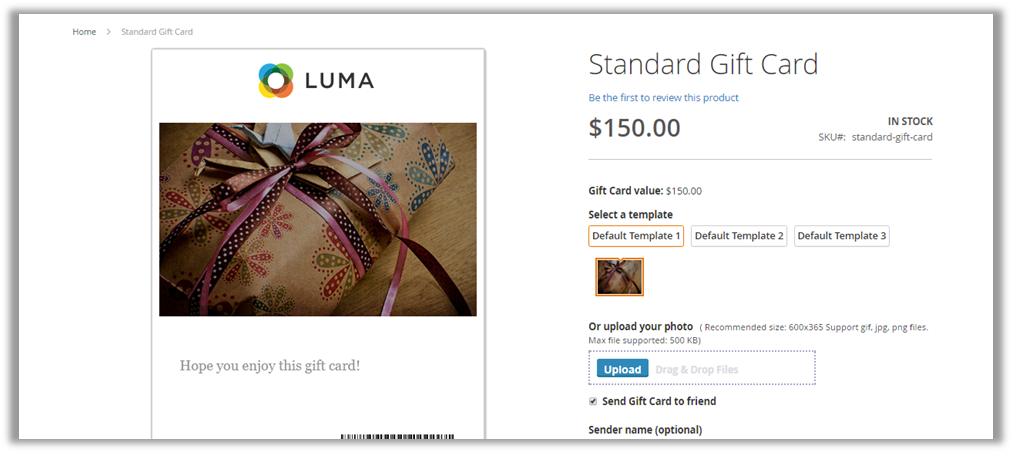 Home > Standard Gift Card
LUMA
Hope you enjoy this gift card!
Standard Gift Card
Be the first to review this product
$150.00
IN STOCK
SKU#: standard-gift-card
Gift Card value: $150.00
Select a template
Default Template 1 Default Template 2 Default Template 3
Or upload your photo ( Recommended size: 600x365 Support gif, jpg, png files.
Max file supported: 500 KB)
Upload Drag & Drop Files
Send Gift Card to friend
Sender name (optional)